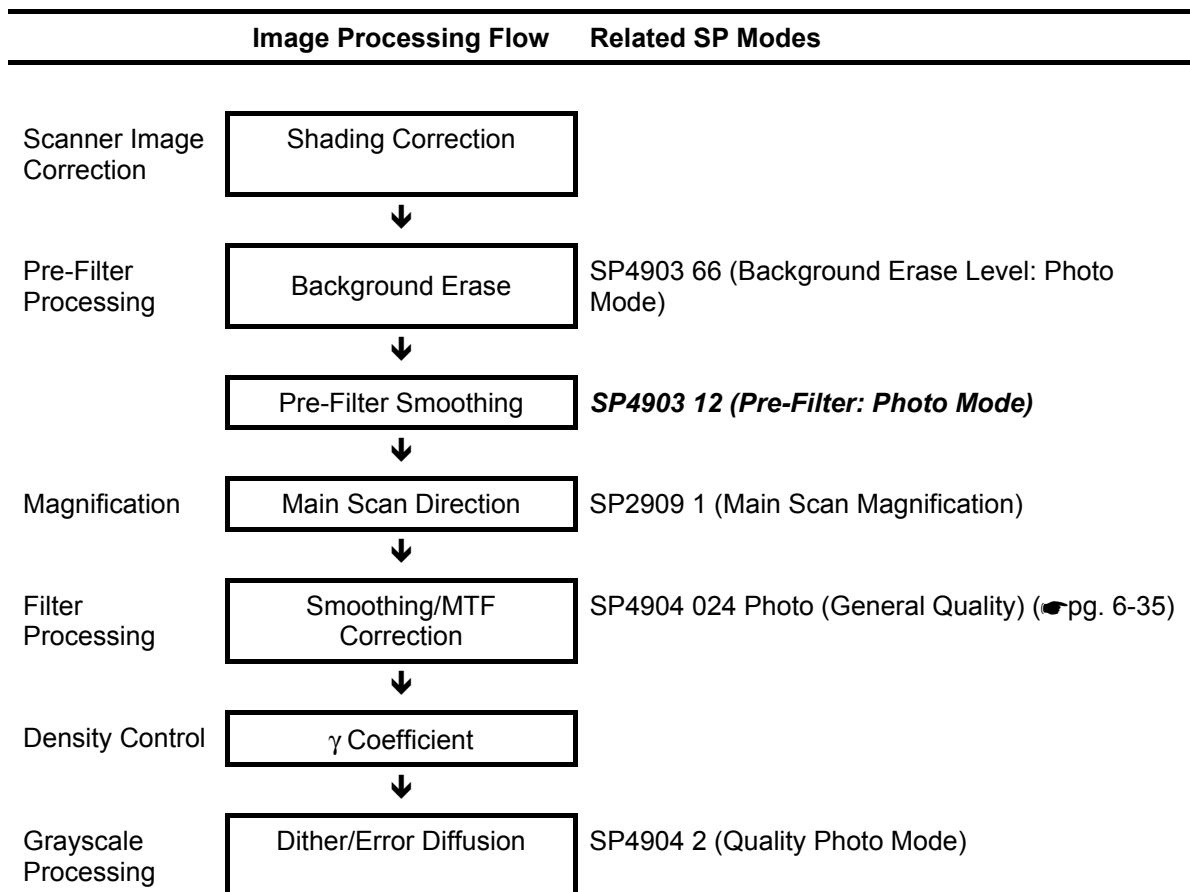 Image Processing Flow Related SP Modes
Scanner Image
Correction
Shading Correction
Pre-Filter
Processing
Background Erase
SP4903 66 (Background Erase Level: Photo
Mode)
Pre-Filter Smoothing
SP4903 12 (Pre-Filter: Photo Mode)
Magnification
Main Scan Direction
SP2909 1 (Main Scan Magnification)
Filter
Processing
Smoothing/MTF
Correction
SP4904 024 Photo (General Quality) (☛pg. 6-35)
Density Control
γ Coefficient
Grayscale
Processing
Dither/Error Diffusion
SP4904 2 (Quality Photo Mode)